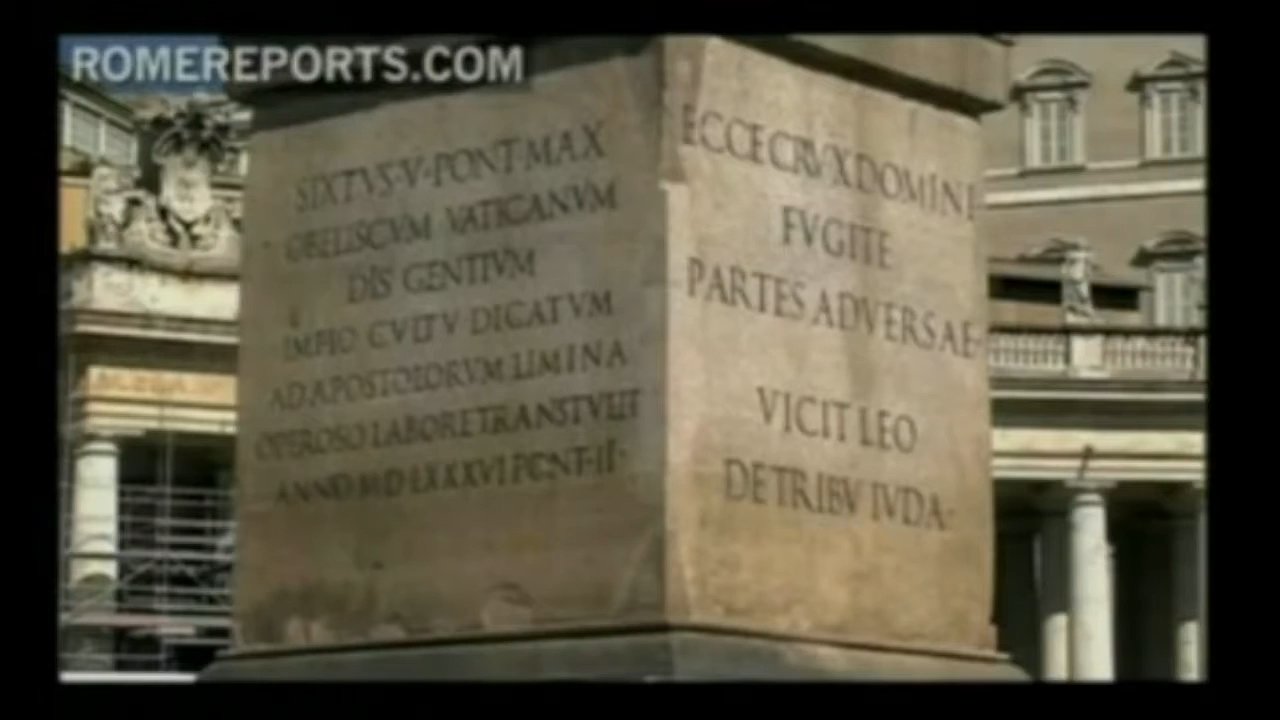 ROMEREPORTS.COM
SIXTVS·V·PONT·MAX
OBELISCVM VATICANVM
DIS GENTIVM
IMPIO CVLTV DICATVM
AD APOSTOLORVM LIMINA
OPEROSO LABORE TRANSTVLIT
ANNO M D LXXXVI PONT·II·
ECCE CRVX DOMINI
FVGITE
PARTES ADVERSAE·
VICIT LEO
DE TRIBV IVDA·